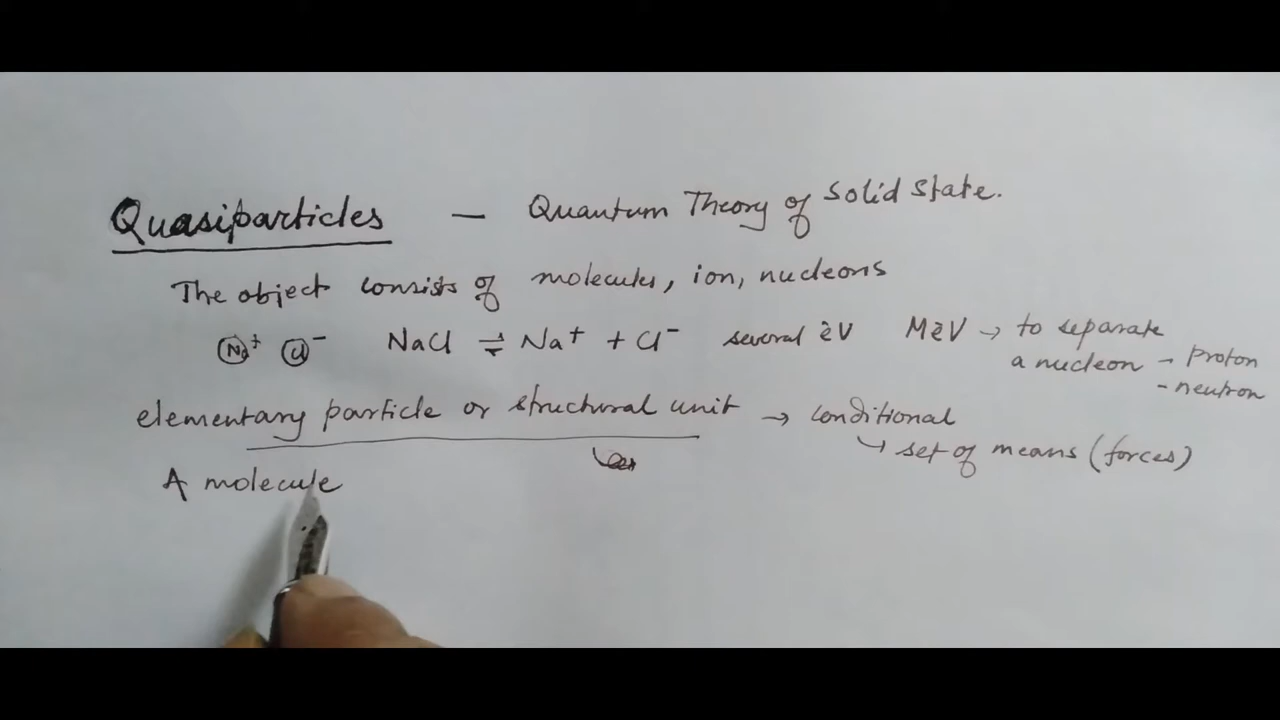 Quasiparticles — Quantum Theory of Solid State.
The object consists of molecules, ion, nucleons
Na⁺ Cl⁻ NaCl ⇌ Na⁺ + Cl⁻ several eV MeV → to separate
a nucleon - proton
- neutron
elementary particle or structural unit → conditional
↳ set of means (forces)
A molecule